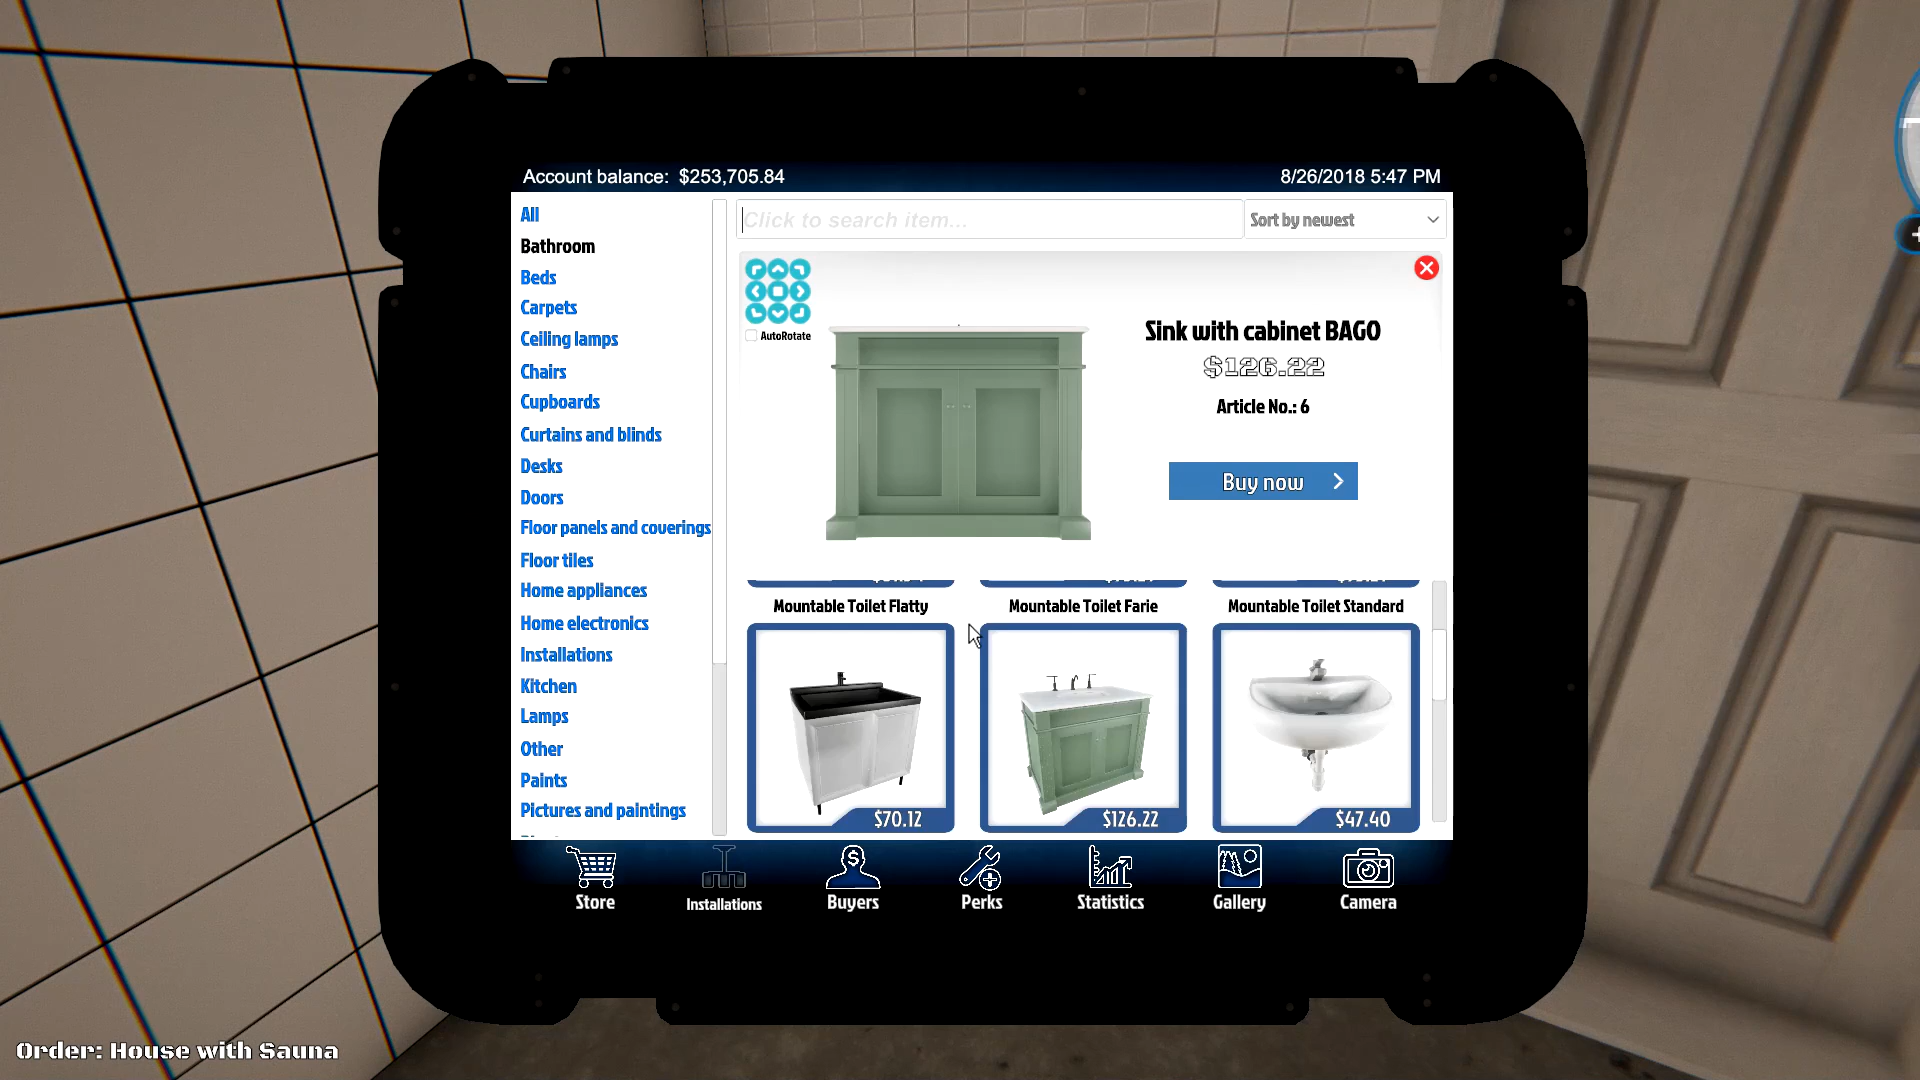 Account balance: $253,705.84
8/26/2018 5:47 PM
All
Bathroom
Beds
Carpets
Ceiling lamps
Chairs
Cupboards
Curtains and blinds
Desks
Doors
Floor panels and coverings
Floor tiles
Home appliances
Home electronics
Installations
Kitchen
Lamps
Other
Paints
Pictures and paintings
Click to search item...
Sort by newest
AutoRotate
Sink with cabinet BAGO
$126.22
Article No.: 6
Buy now
Mountable Toilet Flatty
Mountable Toilet Farie
Mountable Toilet Standard
$70.12
$126.22
$47.40
Store
Installations
Buyers
Perks
Statistics
Gallery
Camera
Order: House with Sauna